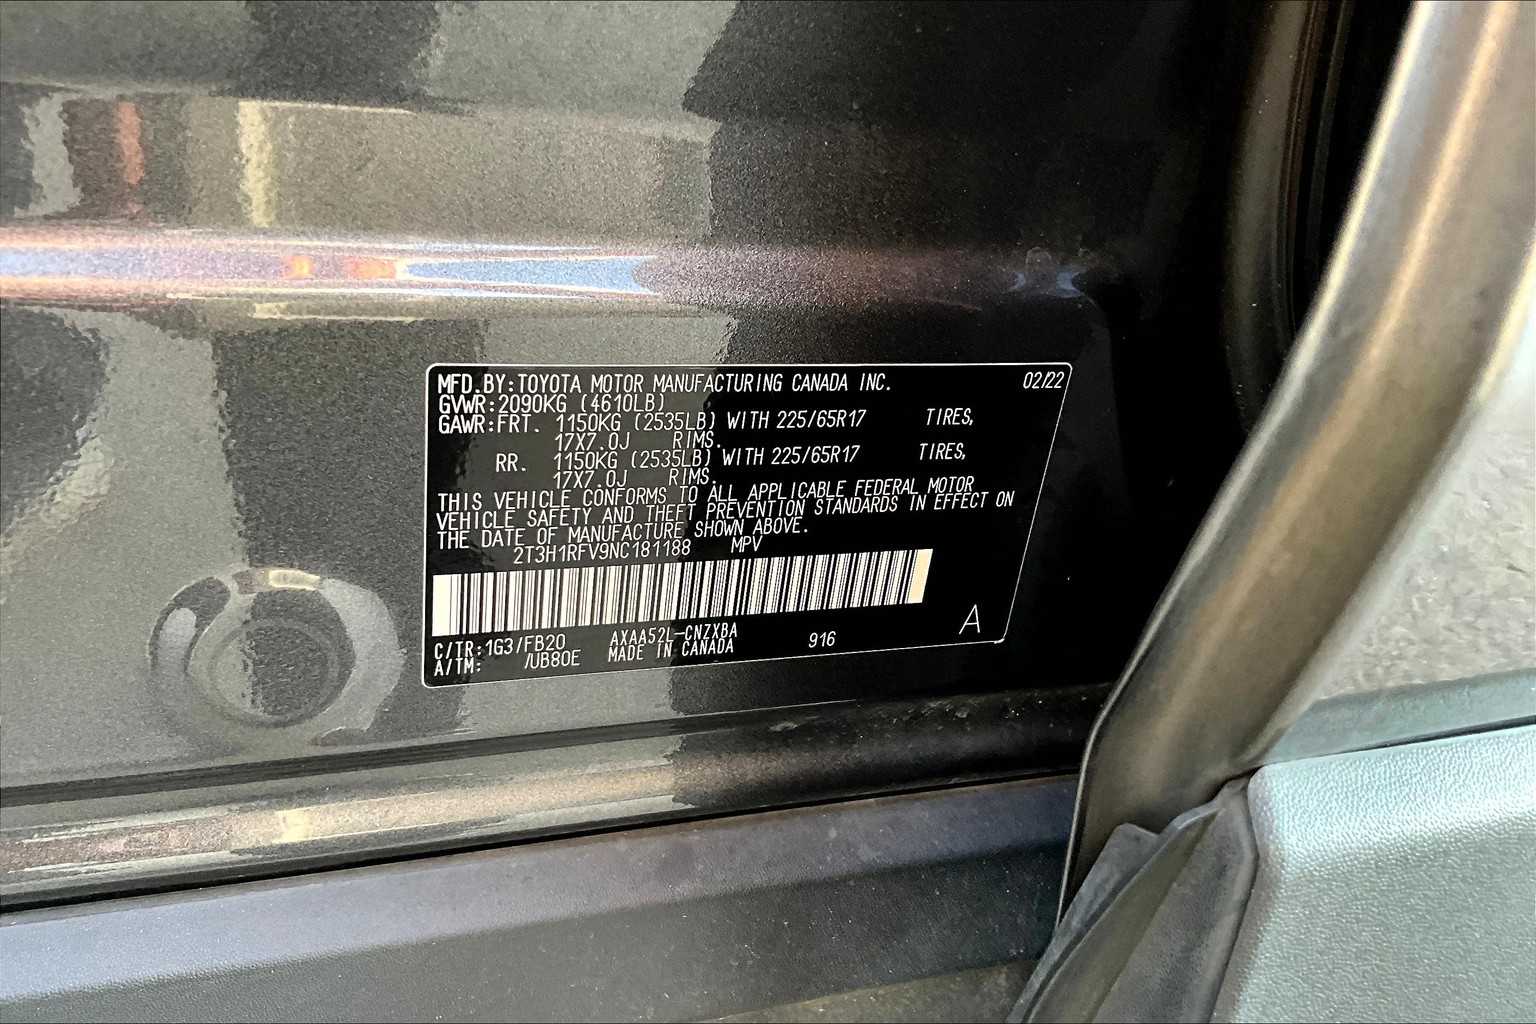 MFD.BY:TOYOTA MOTOR MANUFACTURING CANADA INC. 02/22
GVWR:2090KG (4610LB)
GAWR:FRT. 1150KG (2535LB) WITH 225/65R17 TIRES,
17X7.0J RIMS.
RR. 1150KG (2535LB) WITH 225/65R17 TIRES,
17X7.0J RIMS.
THIS VEHICLE CONFORMS TO ALL APPLICABLE FEDERAL MOTOR
VEHICLE SAFETY AND THEFT PREVENTION STANDARDS IN EFFECT ON
THE DATE OF MANUFACTURE SHOWN ABOVE.
2T3H1RFV9NC181188 MPV
C/TR:1G3/FB20 AXAA52L-CNZXBA 916 A
A/TM: /UB80E MADE IN CANADA